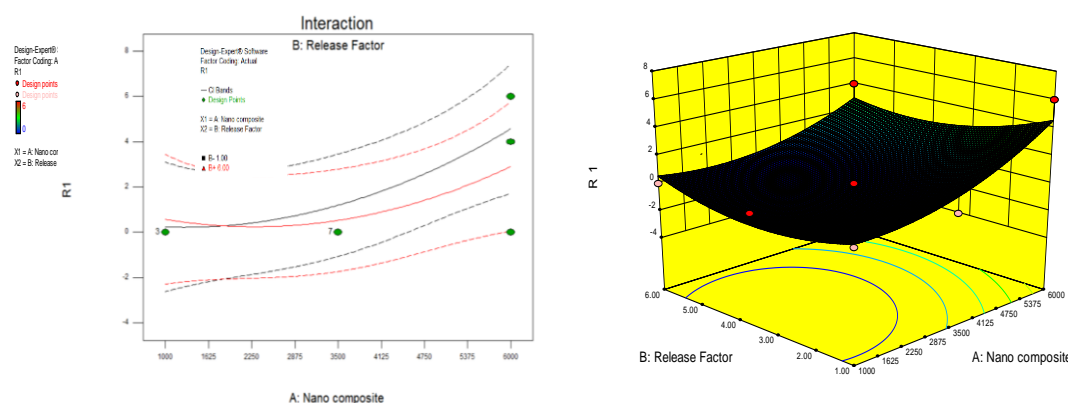 Interaction
B: Release Factor
Design-Expert® S
Factor Coding: A
R1
Design points
Design points
6
0
X1 = A: Nano cor
X2 = B: Release
Design-Expert® Software
Factor Coding: Actual
R1
CI Bands
Design Points
X1 = A: Nano composite
X2 = B: Release Factor
B- 1.00
B+ 6.00
R1
8
6
4
2
0
-2
-4
3
7
1000 1625 2250 2875 3500 4125 4750 5375 6000
A: Nano composite
8
6
4
2
0
-2
-4
R 1
6.00
5.00
4.00
3.00
2.00
1.00
1000
1625
2250
2875
3500
4125
4750
5375
6000
B: Release Factor
A: Nano composite